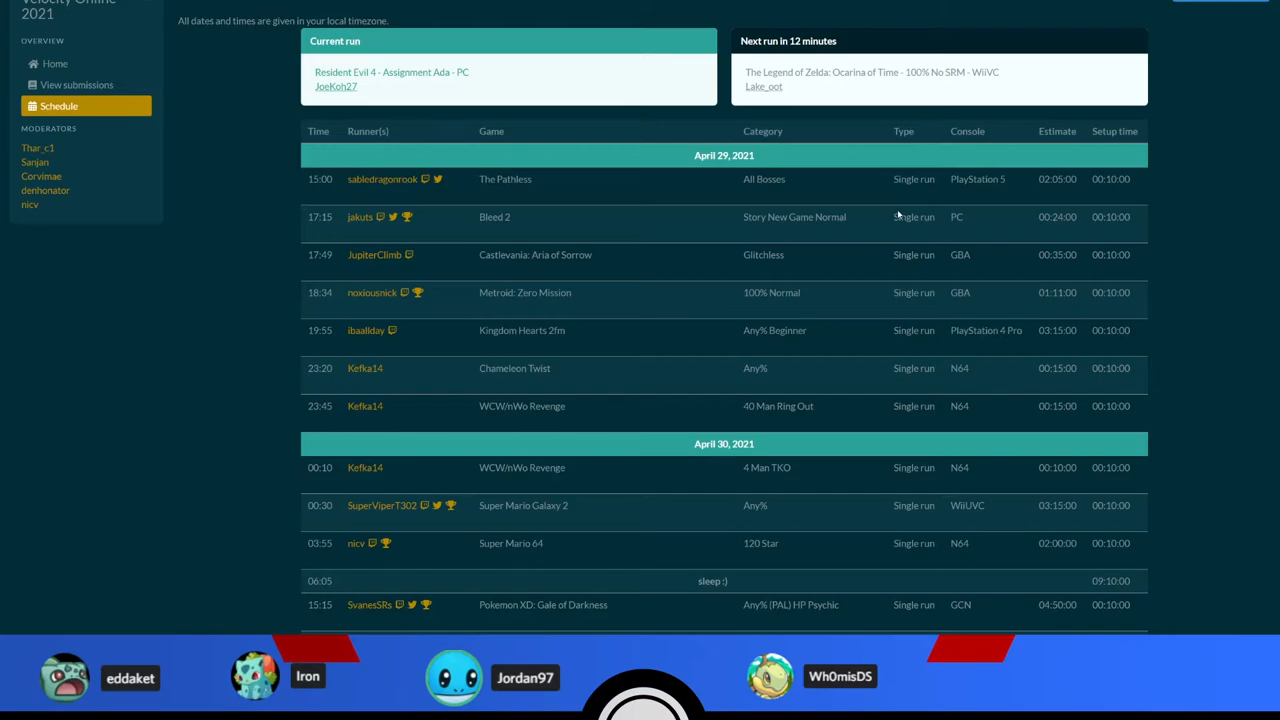 Velocity Online
2021
OVERVIEW
Home
View submissions
Schedule
MODERATORS
Thar_c1
Sanjan
Corvimae
denhonator
nicv
All dates and times are given in your local timezone.
Current run
Resident Evil 4 - Assignment Ada - PC
JoeKoh27
Next run in 12 minutes
The Legend of Zelda: Ocarina of Time - 100% No SRM - WiiVC
Lake_oot
Time Runner(s) Game Category Type Console Estimate Setup time
April 29, 2021
15:00 sabledragonrook The Pathless All Bosses Single run PlayStation 5 02:05:00 00:10:00
17:15 jakuts Bleed 2 Story New Game Normal Single run PC 00:24:00 00:10:00
17:49 JupiterClimb Castlevania: Aria of Sorrow Glitchless Single run GBA 00:35:00 00:10:00
18:34 noxiousnick Metroid: Zero Mission 100% Normal Single run GBA 01:11:00 00:10:00
19:55 ibaallday Kingdom Hearts 2fm Any% Beginner Single run PlayStation 4 Pro 03:15:00 00:10:00
23:20 Kefka14 Chameleon Twist Any% Single run N64 00:15:00 00:10:00
23:45 Kefka14 WCW/nWo Revenge 40 Man Ring Out Single run N64 00:15:00 00:10:00
April 30, 2021
00:10 Kefka14 WCW/nWo Revenge 4 Man TKO Single run N64 00:10:00 00:10:00
00:30 SuperViperT302 Super Mario Galaxy 2 Any% Single run WiiUVC 03:15:00 00:10:00
03:55 nicv Super Mario 64 120 Star Single run N64 02:00:00 00:10:00
06:05 sleep :) 09:10:00
15:15 SvanesSRs Pokemon XD: Gale of Darkness Any% (PAL) HP Psychic Single run GCN 04:50:00 00:10:00
eddaket
Iron
Jordan97
Wh0misDS